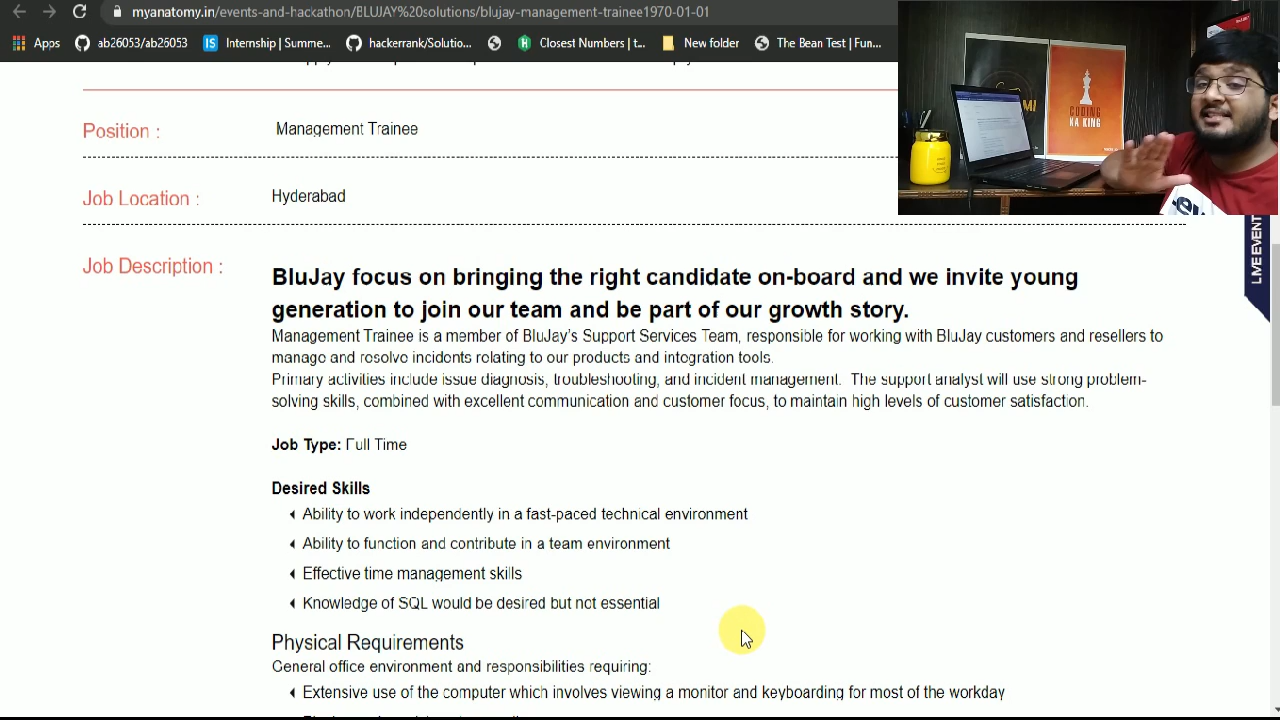 myanatomy.in/events-and-hackathon/BLUJAY%20solutions/blujay-management-trainee1970-01-01
Apps ab26053/ab26053 IS Internship | Summe... hackerrank/Solutio... H Closest Numbers | t... New folder The Bean Test | Fun...
CODING
KA KING
Position : Management Trainee
Job Location : Hyderabad
LIVE EVENT
Job Description : BluJay focus on bringing the right candidate on-board and we invite young
generation to join our team and be part of our growth story.
Management Trainee is a member of BluJay's Support Services Team, responsible for working with BluJay customers and resellers to
manage and resolve incidents relating to our products and integration tools.
Primary activities include issue diagnosis, troubleshooting, and incident management. The support analyst will use strong problem-
solving skills, combined with excellent communication and customer focus, to maintain high levels of customer satisfaction.
Job Type: Full Time
Desired Skills
Ability to work independently in a fast-paced technical environment
Ability to function and contribute in a team environment
Effective time management skills
Knowledge of SQL would be desired but not essential
Physical Requirements
General office environment and responsibilities requiring:
Extensive use of the computer which involves viewing a monitor and keyboarding for most of the workday